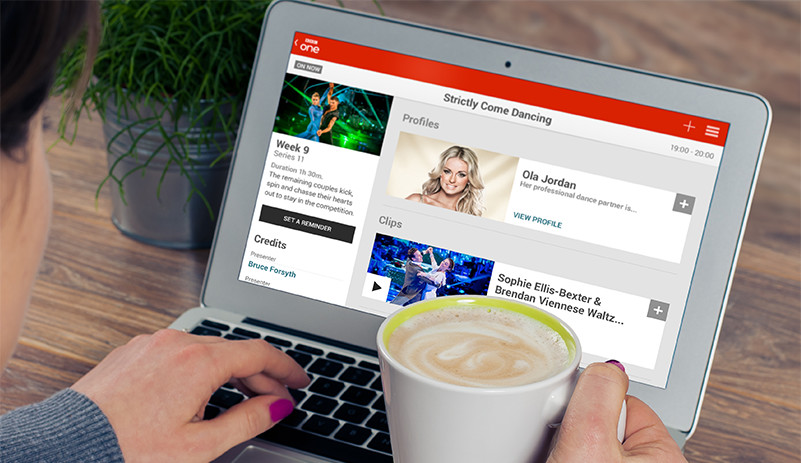 BBC
one
ON NOW
Strictly Come Dancing
19:00 - 20:00
Week 9
Series 11
Duration 1h 30m.
The remaining couples kick,
spin and chasse their hearts
out to stay in the competition.
SET A REMINDER
Credits
Presenter
Bruce Forsyth
Presenter
Profiles
Ola Jordan
Her professional dance partner is...
VIEW PROFILE
Clips
Sophie Ellis-Bexter &
Brendan Viennese Waltz...